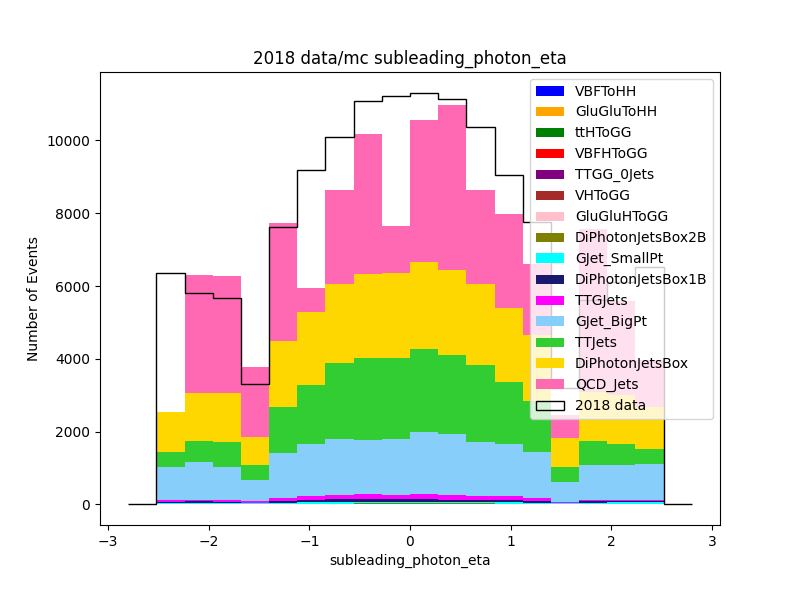 2018 data/mc subleading_photon_eta
Number of Events
10000
8000
6000
4000
2000
0
−3
−2
−1
0
1
2
3
subleading_photon_eta
VBFToHH
GluGluToHH
ttHToGG
VBFHToGG
TTGG_0Jets
VHToGG
GluGluHToGG
DiPhotonJetsBox2B
GJet_SmallPt
DiPhotonJetsBox1B
TTGJets
GJet_BigPt
TTJets
DiPhotonJetsBox
QCD_Jets
2018 data